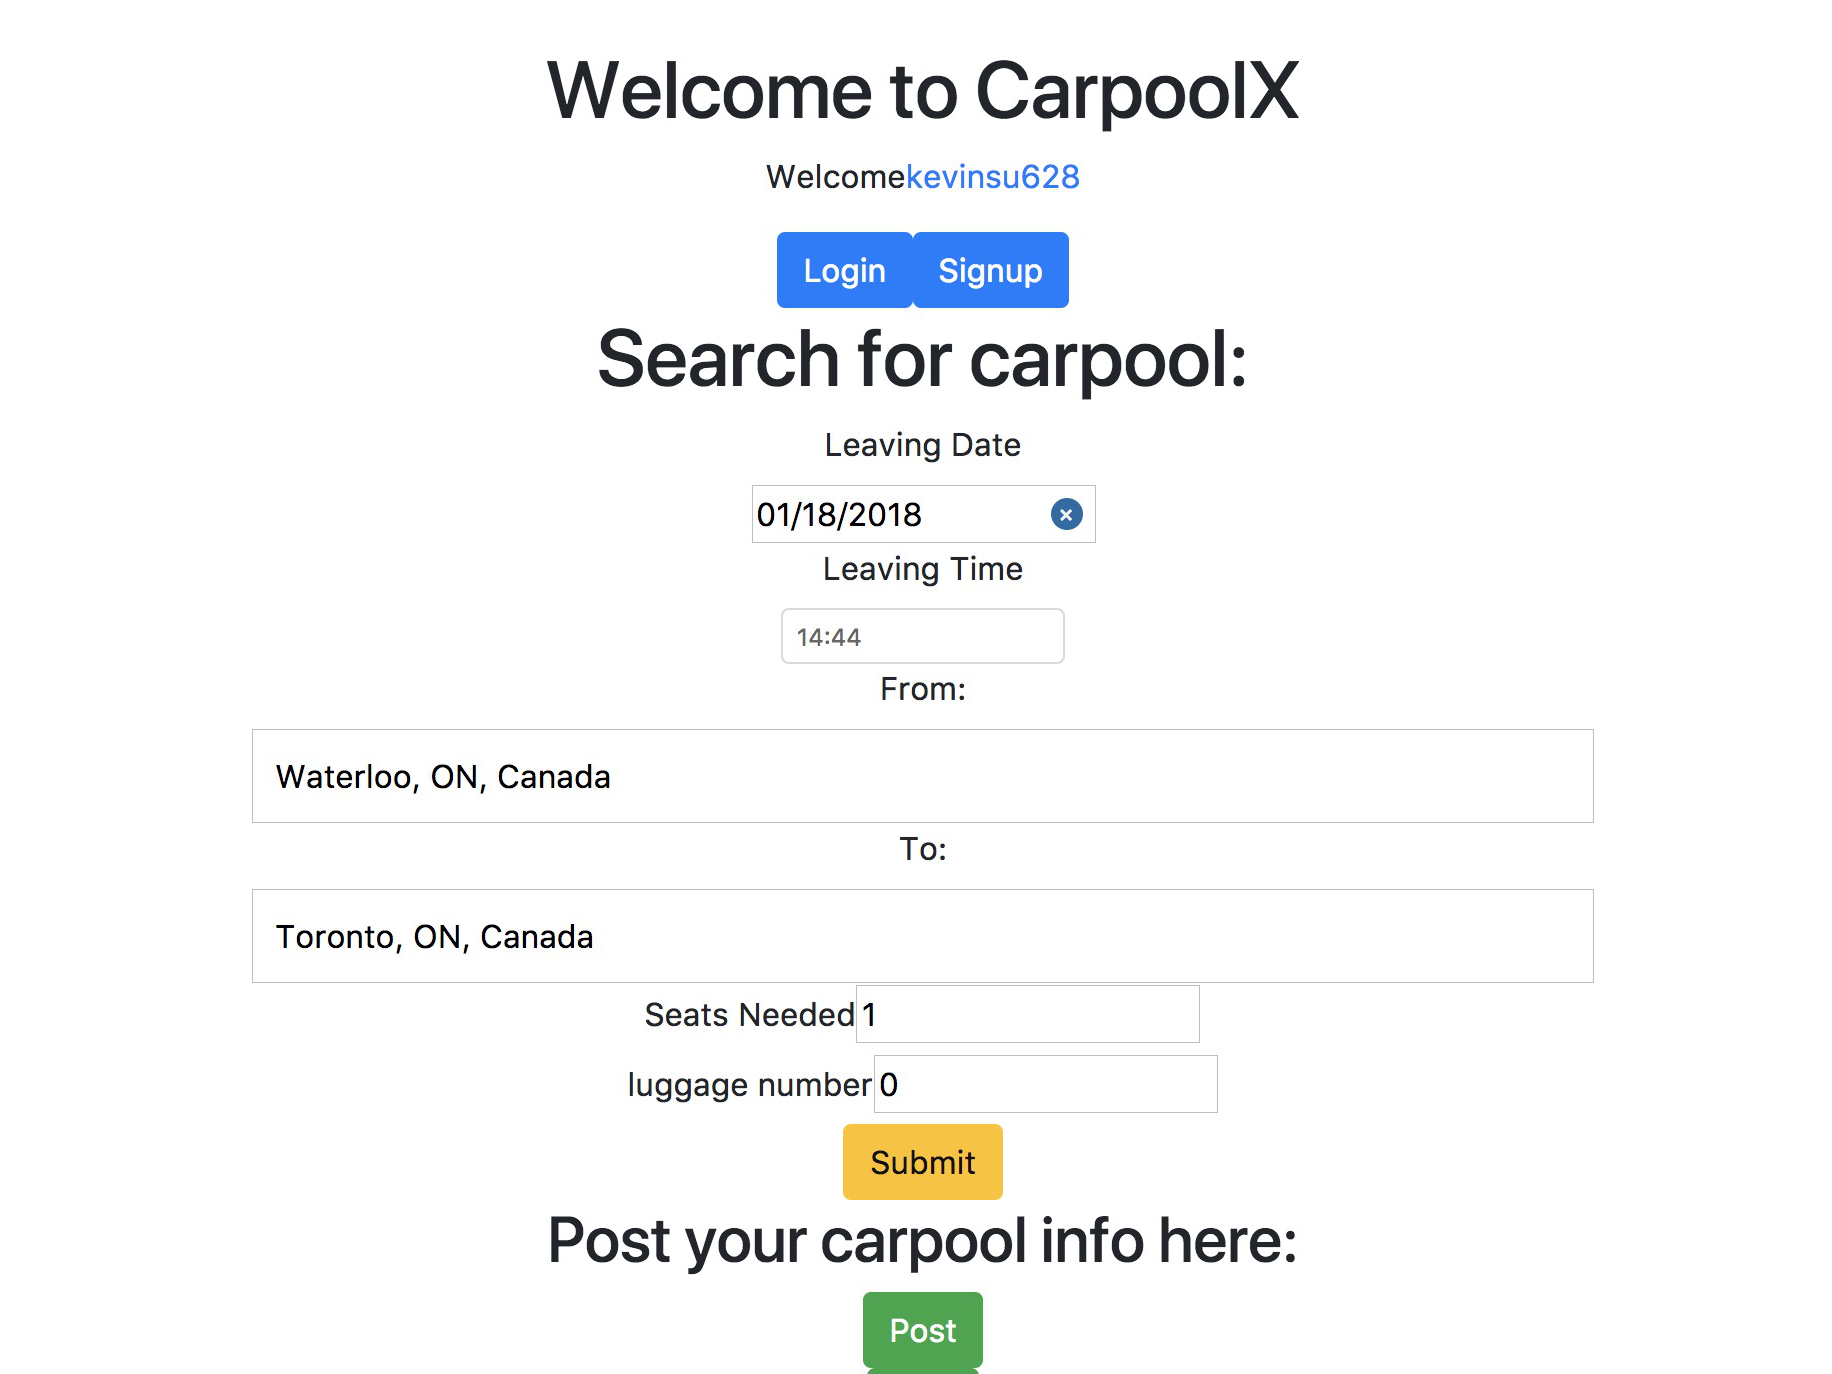 Welcome to CarpoolX
Welcomekevinsu628
Login Signup
Search for carpool:
Leaving Date
01/18/2018
Leaving Time
14:44
From:
Waterloo, ON, Canada
To:
Toronto, ON, Canada
Seats Needed 1
luggage number 0
Submit
Post your carpool info here:
Post